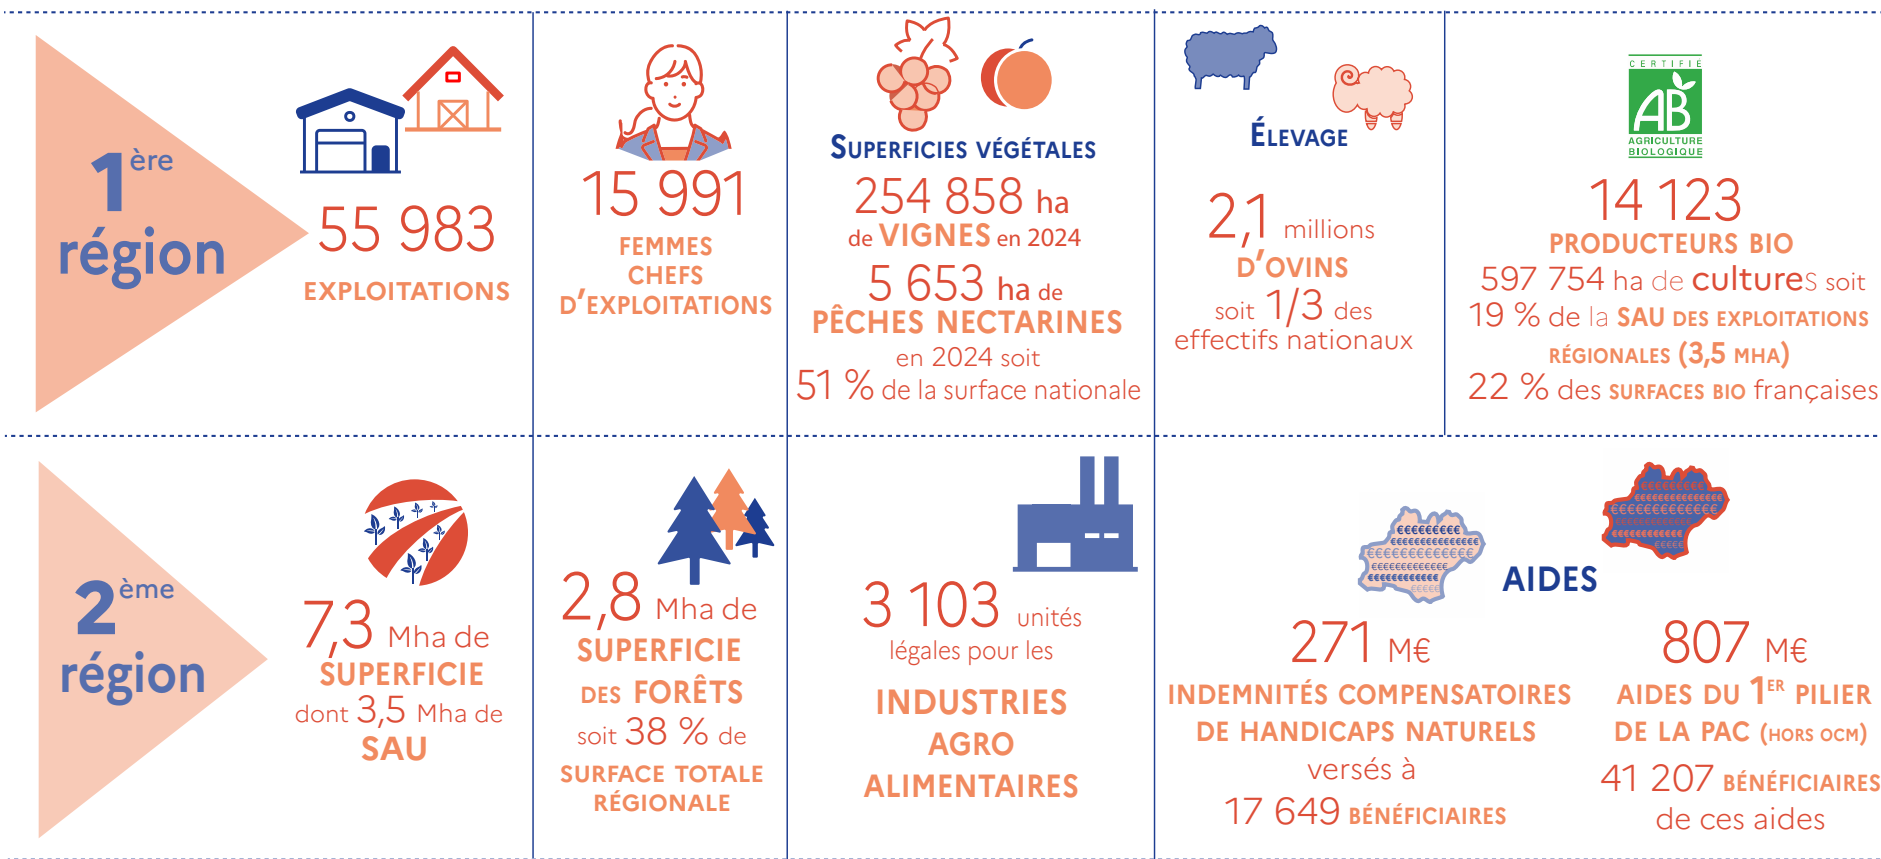 1ère
région
55 983
EXPLOITATIONS
15 991
FEMMES
CHEFS
D'EXPLOITATIONS
SUPERFICIES VÉGÉTALES
254 858 ha
de VIGNES en 2024
5 653 ha de
PÊCHES NECTARINES
en 2024 soit
51 % de la surface nationale
ÉLEVAGE
2,1 millions
D'OVINS
soit 1/3 des
effectifs nationaux
CERTIFIÉ
AB
AGRICULTURE
BIOLOGIQUE
14 123
PRODUCTEURS BIO
597 754 ha de cultures soit
19 % de la SAU DES EXPLOITATIONS
RÉGIONALES (3,5 MHA)
22 % des SURFACES BIO françaises
2ème
région
7,3 Mha de
SUPERFICIE
dont 3,5 Mha de
SAU
2,8 Mha de
SUPERFICIE
DES FORÊTS
soit 38 % de
SURFACE TOTALE
RÉGIONALE
3 103 unités
légales pour les
INDUSTRIES
AGRO
ALIMENTAIRES
AIDES
271 M€
INDEMNITÉS COMPENSATOIRES
DE HANDICAPS NATURELS
versés à
17 649 BÉNÉFICIAIRES
807 M€
AIDES DU 1ER PILIER
DE LA PAC (HORS OCM)
41 207 BÉNÉFICIAIRES
de ces aides